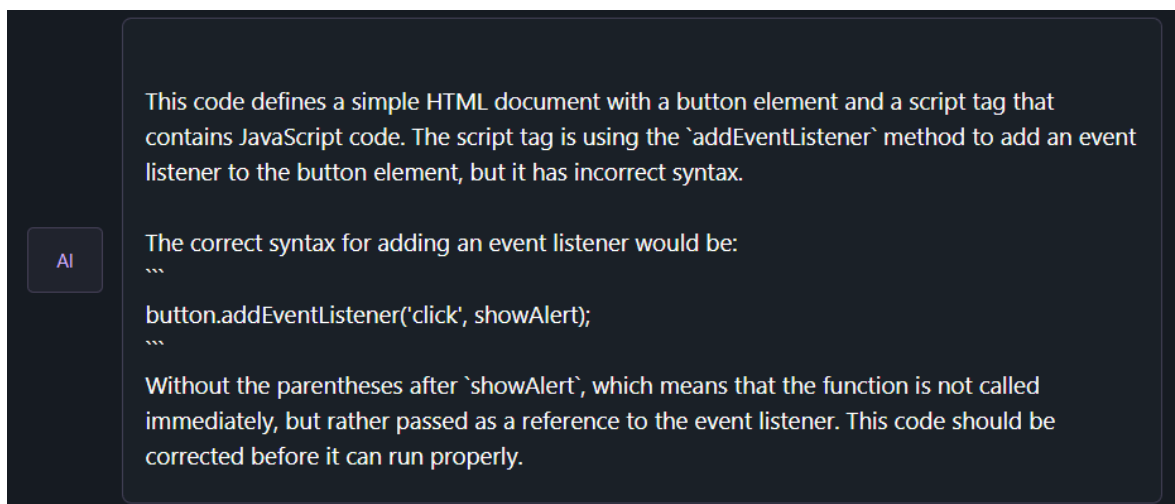 This code defines a simple HTML document with a button element and a script tag that
contains JavaScript code. The script tag is using the `addEventListener` method to add an event
listener to the button element, but it has incorrect syntax.
The correct syntax for adding an event listener would be:
AI
```
button.addEventListener('click', showAlert);
```
Without the parentheses after `showAlert`, which means that the function is not called
immediately, but rather passed as a reference to the event listener. This code should be
corrected before it can run properly.